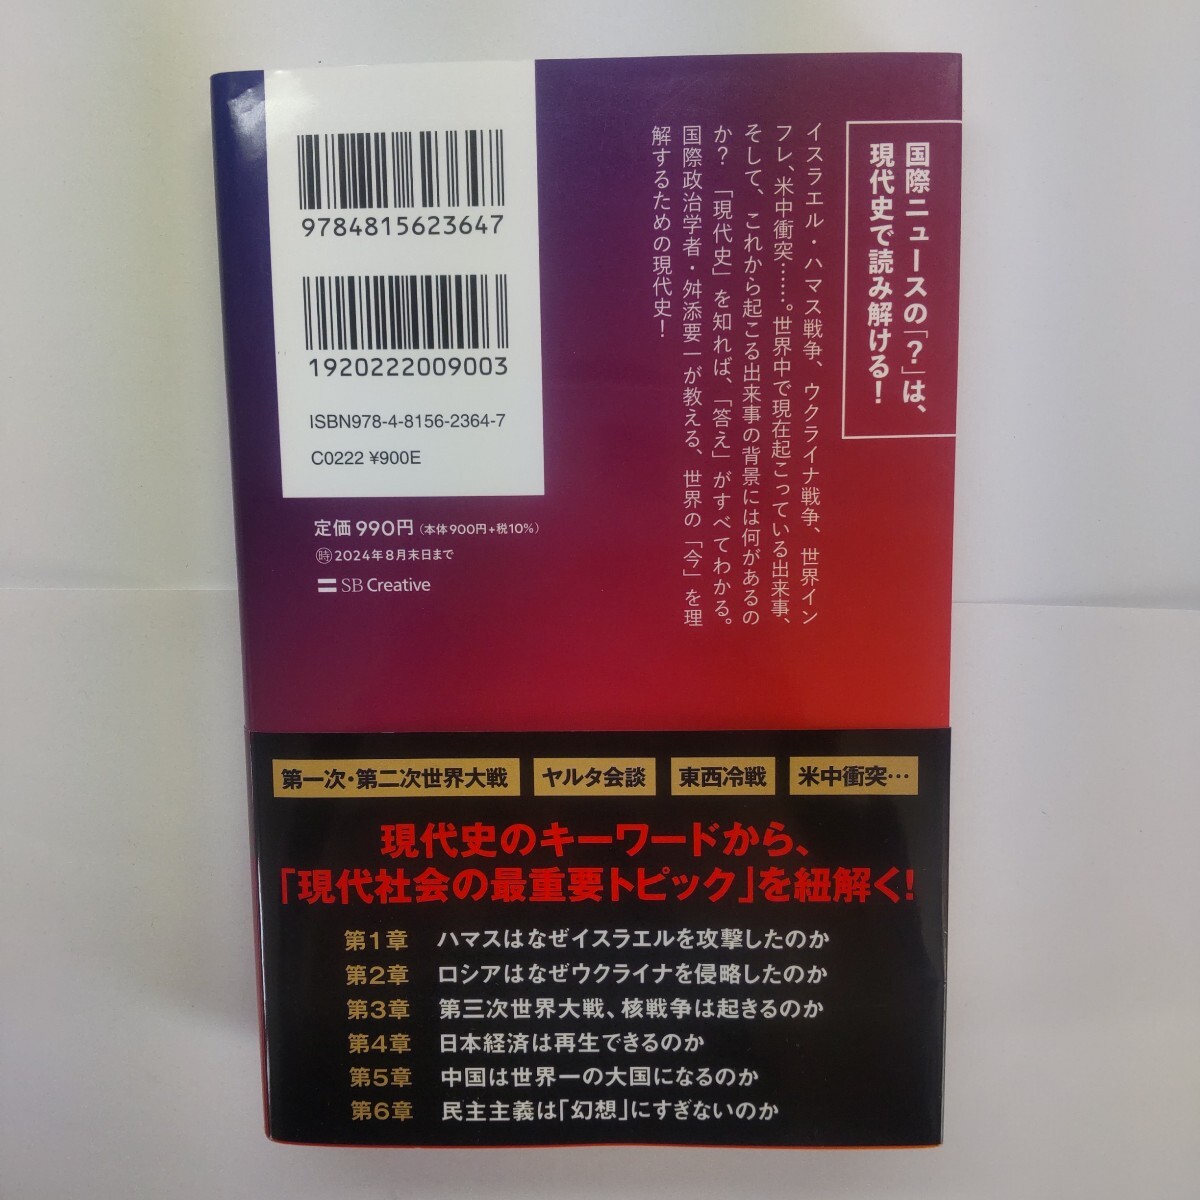 国際ニュースの「?」は、
現代史で読み解ける!
イスラエル・ハマス戦争、ウクライナ戦争、世界イン
フレ、米中衝突……。世界中で現在起こっている出来事、
そして、これから起こる出来事の背景には何があるの
か?「現代史」を知れば、「答え」がすべてわかる。
国際政治学者・舛添要一が教える、世界の「今」を理
解するための現代史!
9784815623647
1920222009003
ISBN978-4-8156-2364-7
C0222 ¥900E
定価990円(本体900円+税10%)
時 2024年8月末日まで
SB Creative
第一次・第二次世界大戦 ヤルタ会談 東西冷戦 米中衝突…
現代史のキーワードから、
「現代社会の最重要トピック」を紐解く!
第1章 ハマスはなぜイスラエルを攻撃したのか
第2章 ロシアはなぜウクライナを侵略したのか
第3章 第三次世界大戦、核戦争は起きるのか
第4章 日本経済は再生できるのか
第5章 中国は世界一の大国になるのか
第6章 民主主義は「幻想」にすぎないのか